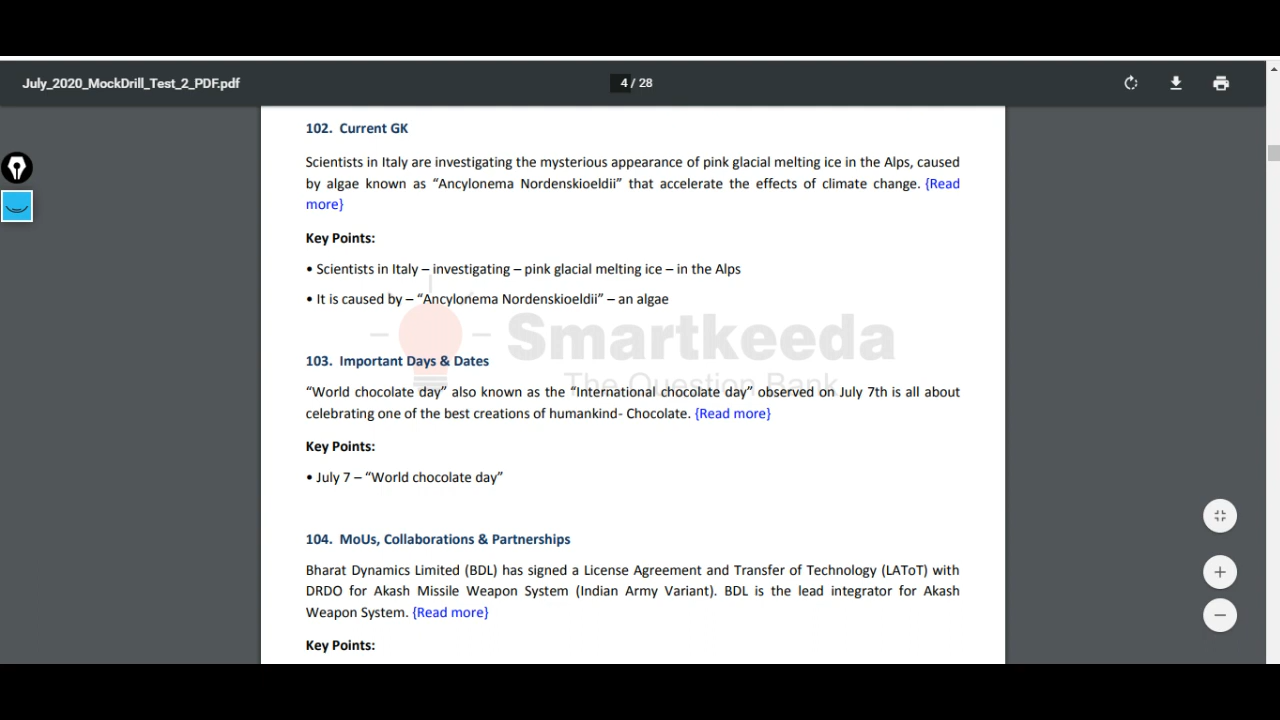 July_2020_MockDrill_Test_2_PDF.pdf
4 / 28
102. Current GK
Scientists in Italy are investigating the mysterious appearance of pink glacial melting ice in the Alps, caused
by algae known as “Ancylonema Nordenskioeldii” that accelerate the effects of climate change. {Read
more}
Key Points:
• Scientists in Italy – investigating – pink glacial melting ice – in the Alps
• It is caused by – “Ancylonema Nordenskioeldii” – an algae
Smartkeeda
The Question Bank
103. Important Days & Dates
“World chocolate day” also known as the “International chocolate day” observed on July 7th is all about
celebrating one of the best creations of humankind- Chocolate. {Read more}
Key Points:
• July 7 – “World chocolate day”
104. MoUs, Collaborations & Partnerships
Bharat Dynamics Limited (BDL) has signed a License Agreement and Transfer of Technology (LAToT) with
DRDO for Akash Missile Weapon System (Indian Army Variant). BDL is the lead integrator for Akash
Weapon System. {Read more}
Key Points: